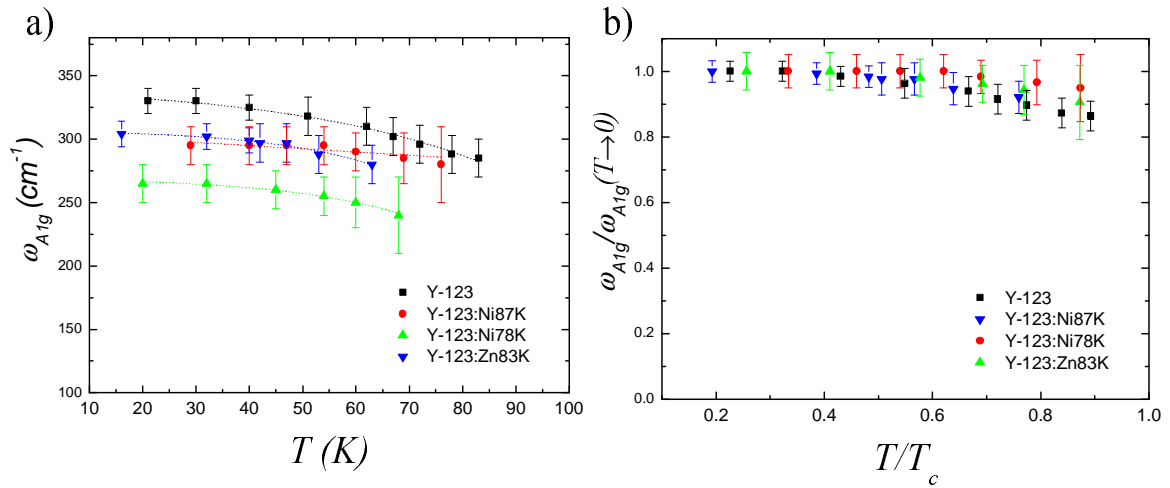 a)
ω_A1g (cm⁻¹)
350
300
250
200
150
100
10 20 30 40 50 60 70 80 90 100
T (K)
Y-123
Y-123:Ni87K
Y-123:Ni78K
Y-123:Zn83K
b)
ω_A1g/ω_A1g(T→0)
1.0
0.8
0.6
0.4
0.2
0.0
0.2 0.4 0.6 0.8 1.0
T/T_c
Y-123
Y-123:Ni87K
Y-123:Ni78K
Y-123:Zn83K